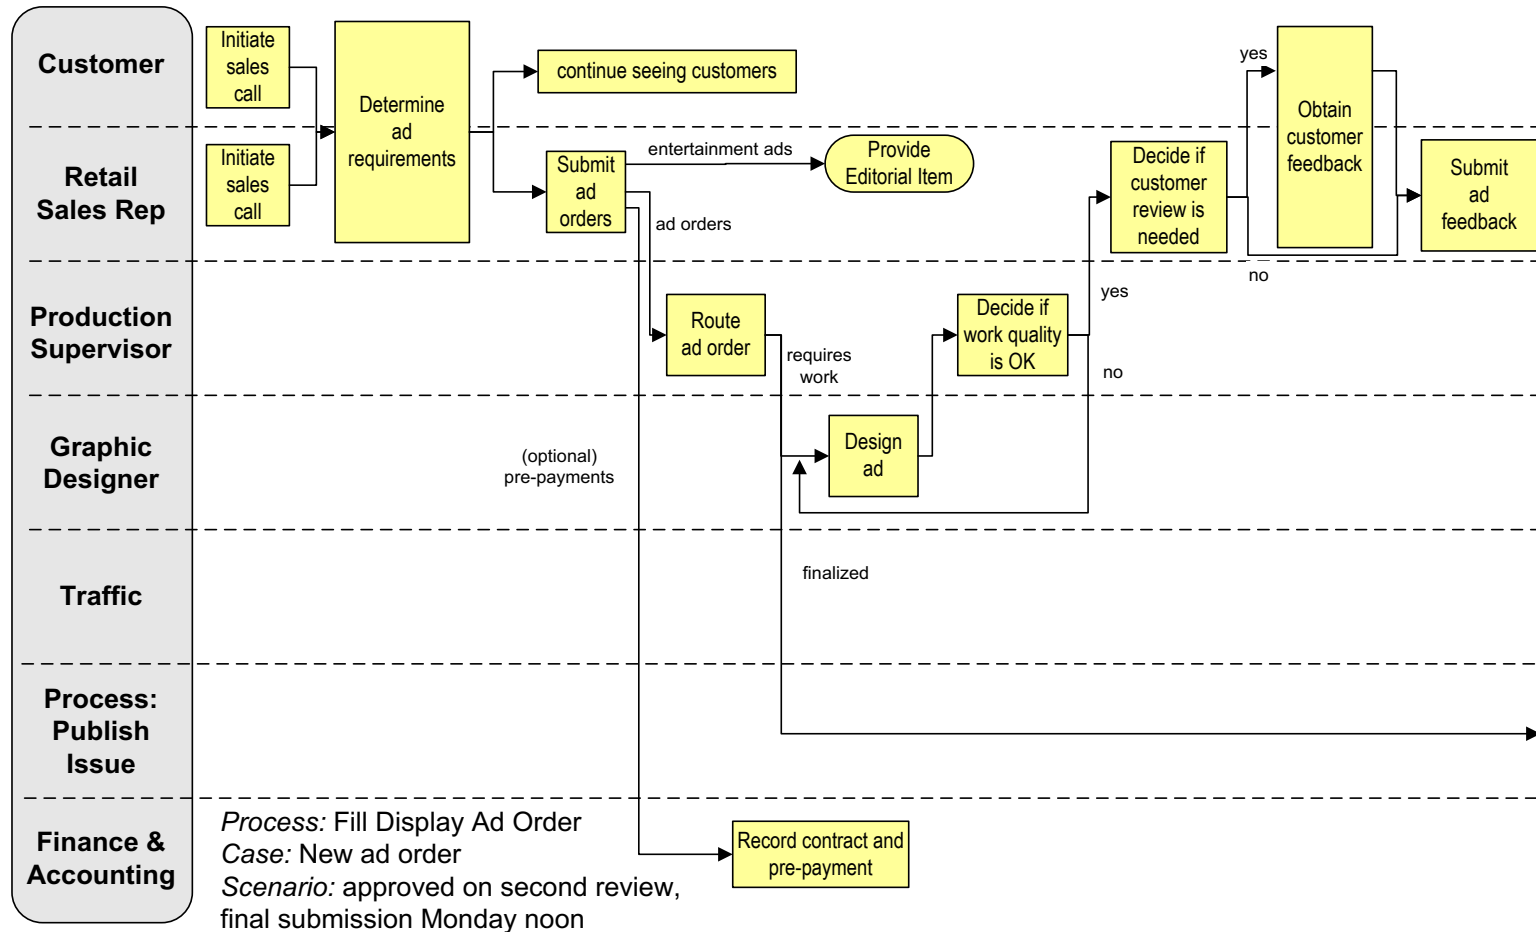 Customer
Retail
Sales Rep
Production
Supervisor
Graphic
Designer
Traffic
Process:
Publish
Issue
Finance &
Accounting
Initiate
sales
call
Initiate
sales
call
Determine
ad
requirements
continue seeing customers
Submit
ad
orders
entertainment ads
Provide
Editorial Item
ad orders
Route
ad order
requires
work
Design
ad
Decide if
work quality
is OK
yes
no
Decide if
customer
review is
needed
yes
no
Obtain
customer
feedback
Submit
ad
feedback
(optional)
pre-payments
finalized
Record contract and
pre-payment
Process: Fill Display Ad Order
Case: New ad order
Scenario: approved on second review,
final submission Monday noon